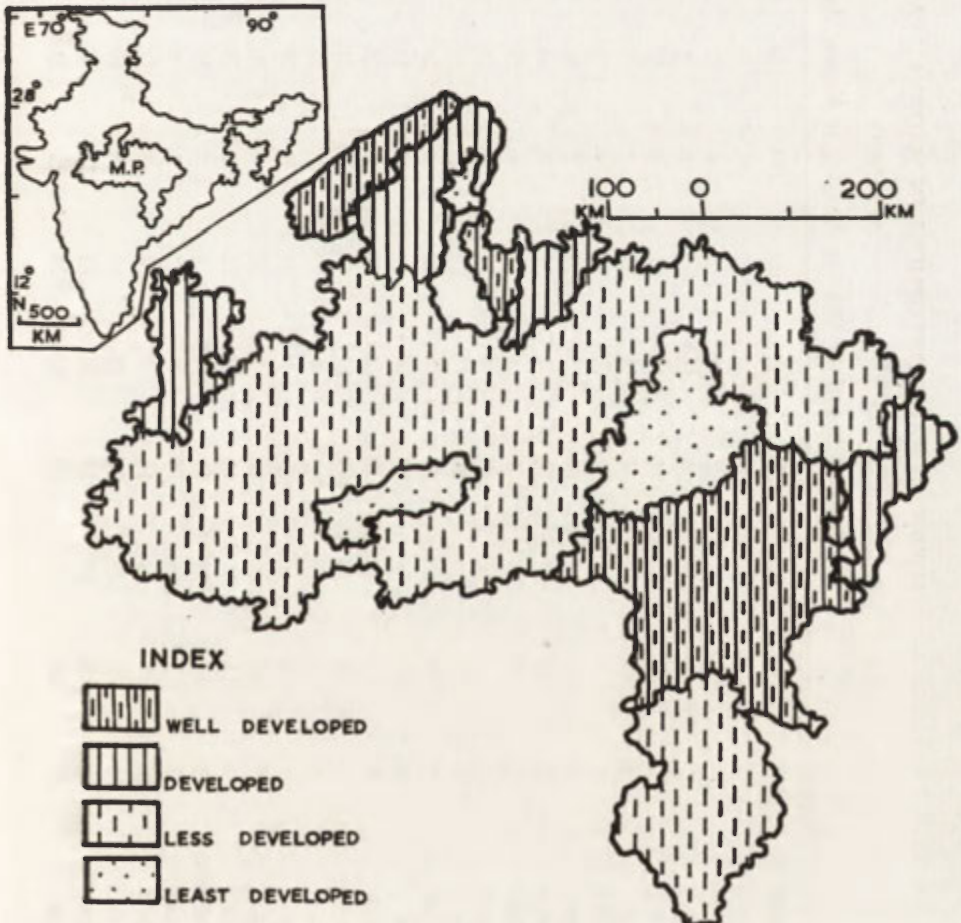 E70° 90°
28°
M.P.
12°
N
500
KM
100 0 200
KM KM
INDEX
WELL DEVELOPED
DEVELOPED
LESS DEVELOPED
LEAST DEVELOPED